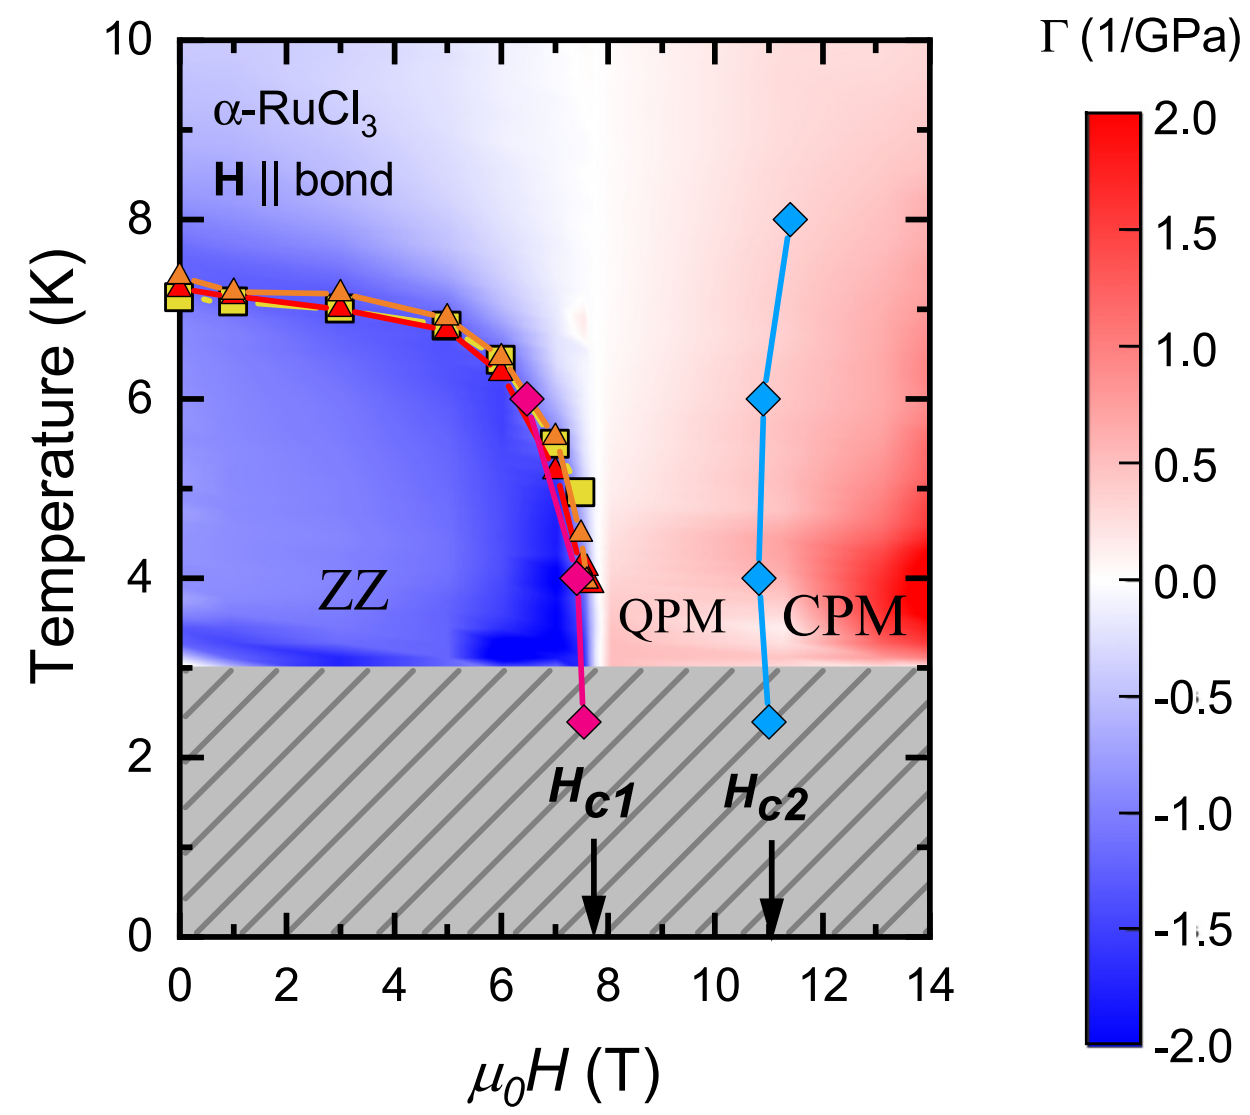 Γ (1/GPa)
α-RuCl₃
H || bond
Temperature (K)
10
8
6
4
2
0
ZZ
QPM
CPM
Hc1
Hc2
0 2 4 6 8 10 12 14
μ₀H (T)
2.0
1.5
1.0
0.5
0.0
-0.5
-1.0
-1.5
-2.0